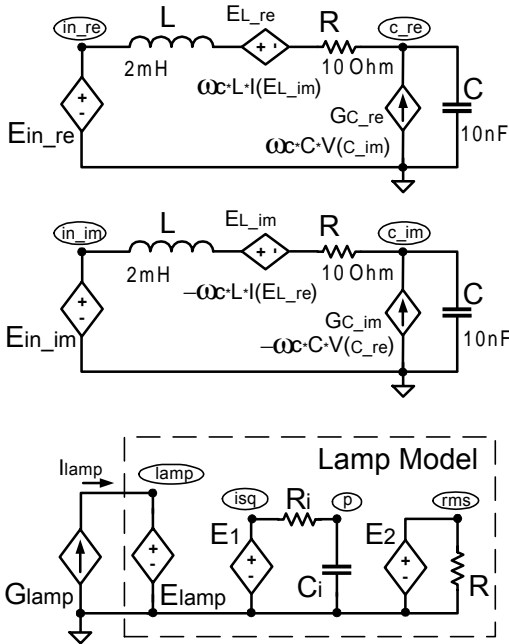 L EL_re R
in_re c_re
+ -
2mH 10 Ohm C
ωc*L*I(EL_im)
+ - Ein_re GC_re 10nF
ωc*C*V(C_im)
L EL_im R
in_im c_im
+ -
2mH 10 Ohm C
−ωc*L*I(EL_re)
+ - Ein_im GC_im 10nF
−ωc*C*V(C_re)
Lamp Model
Ilamp lamp isq Ri p rms
E1 E2
+ - + - + -
Glamp Elamp Ci R